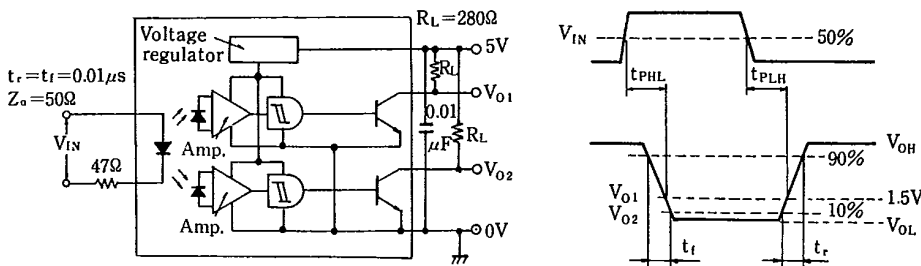 R_L=280Ω
Voltage
regulator
5V
R_L
t_r=t_f=0.01μs
Z_o=50Ω
V_O1
0.01
μF
R_L
V_IN
Amp.
47Ω
V_O2
Amp.
0V
V_IN
50%
t_PHL
t_PLH
V_OH
90%
V_O1
1.5V
V_O2
10%
V_OL
t_f
t_r